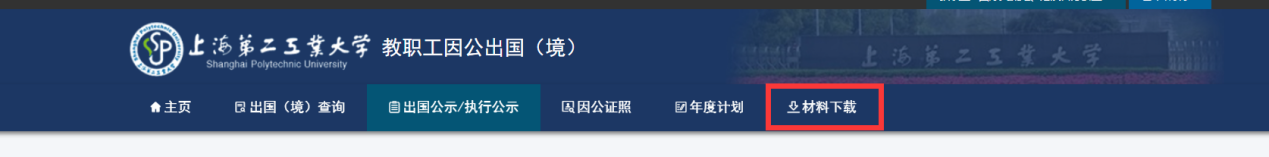 上海第二工業大学 教职工因公出国（境）
Shanghai Polytechnic University
上海第二工業大学
主页 出国（境）查询 出国公示/执行公示 因公证照 年度计划 材料下载